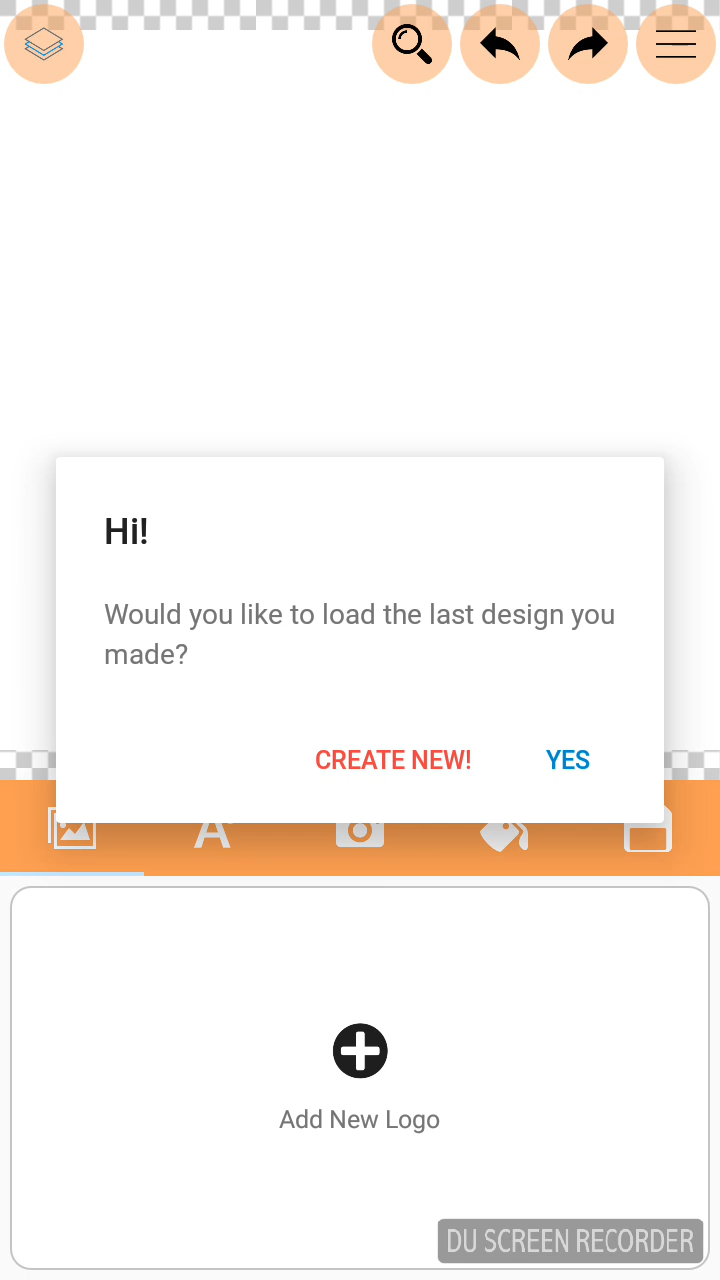 Hi!
Would you like to load the last design you
made?
CREATE NEW!
YES
A
Add New Logo
DU SCREEN RECORDER